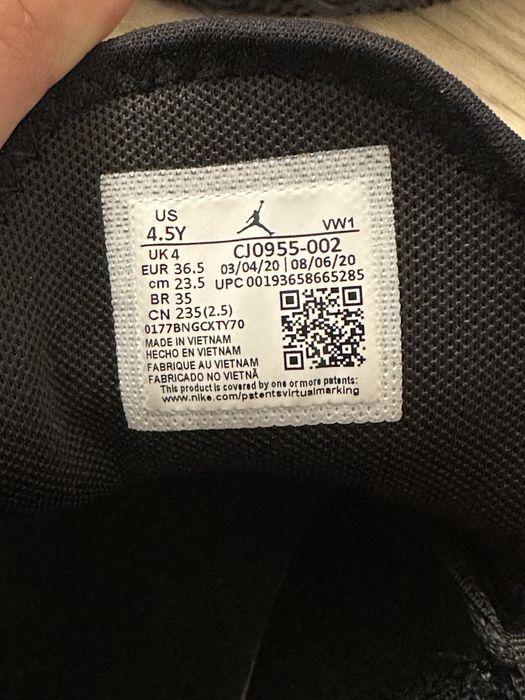 US
4.5Y
VW1
UK 4
CJ0955-002
EUR 36.5
03/04/20 | 08/06/20
cm 23.5
UPC 00193658665285
BR 35
CN 235(2.5)
0177BNGCXTY70
MADE IN VIETNAM
HECHO EN VIETNAM
FABRIQUE AU VIETNAM
FABRICADO NO VIETNÃ
This product is covered by one or more patents:
www.nike.com/patentsvirtualmarking